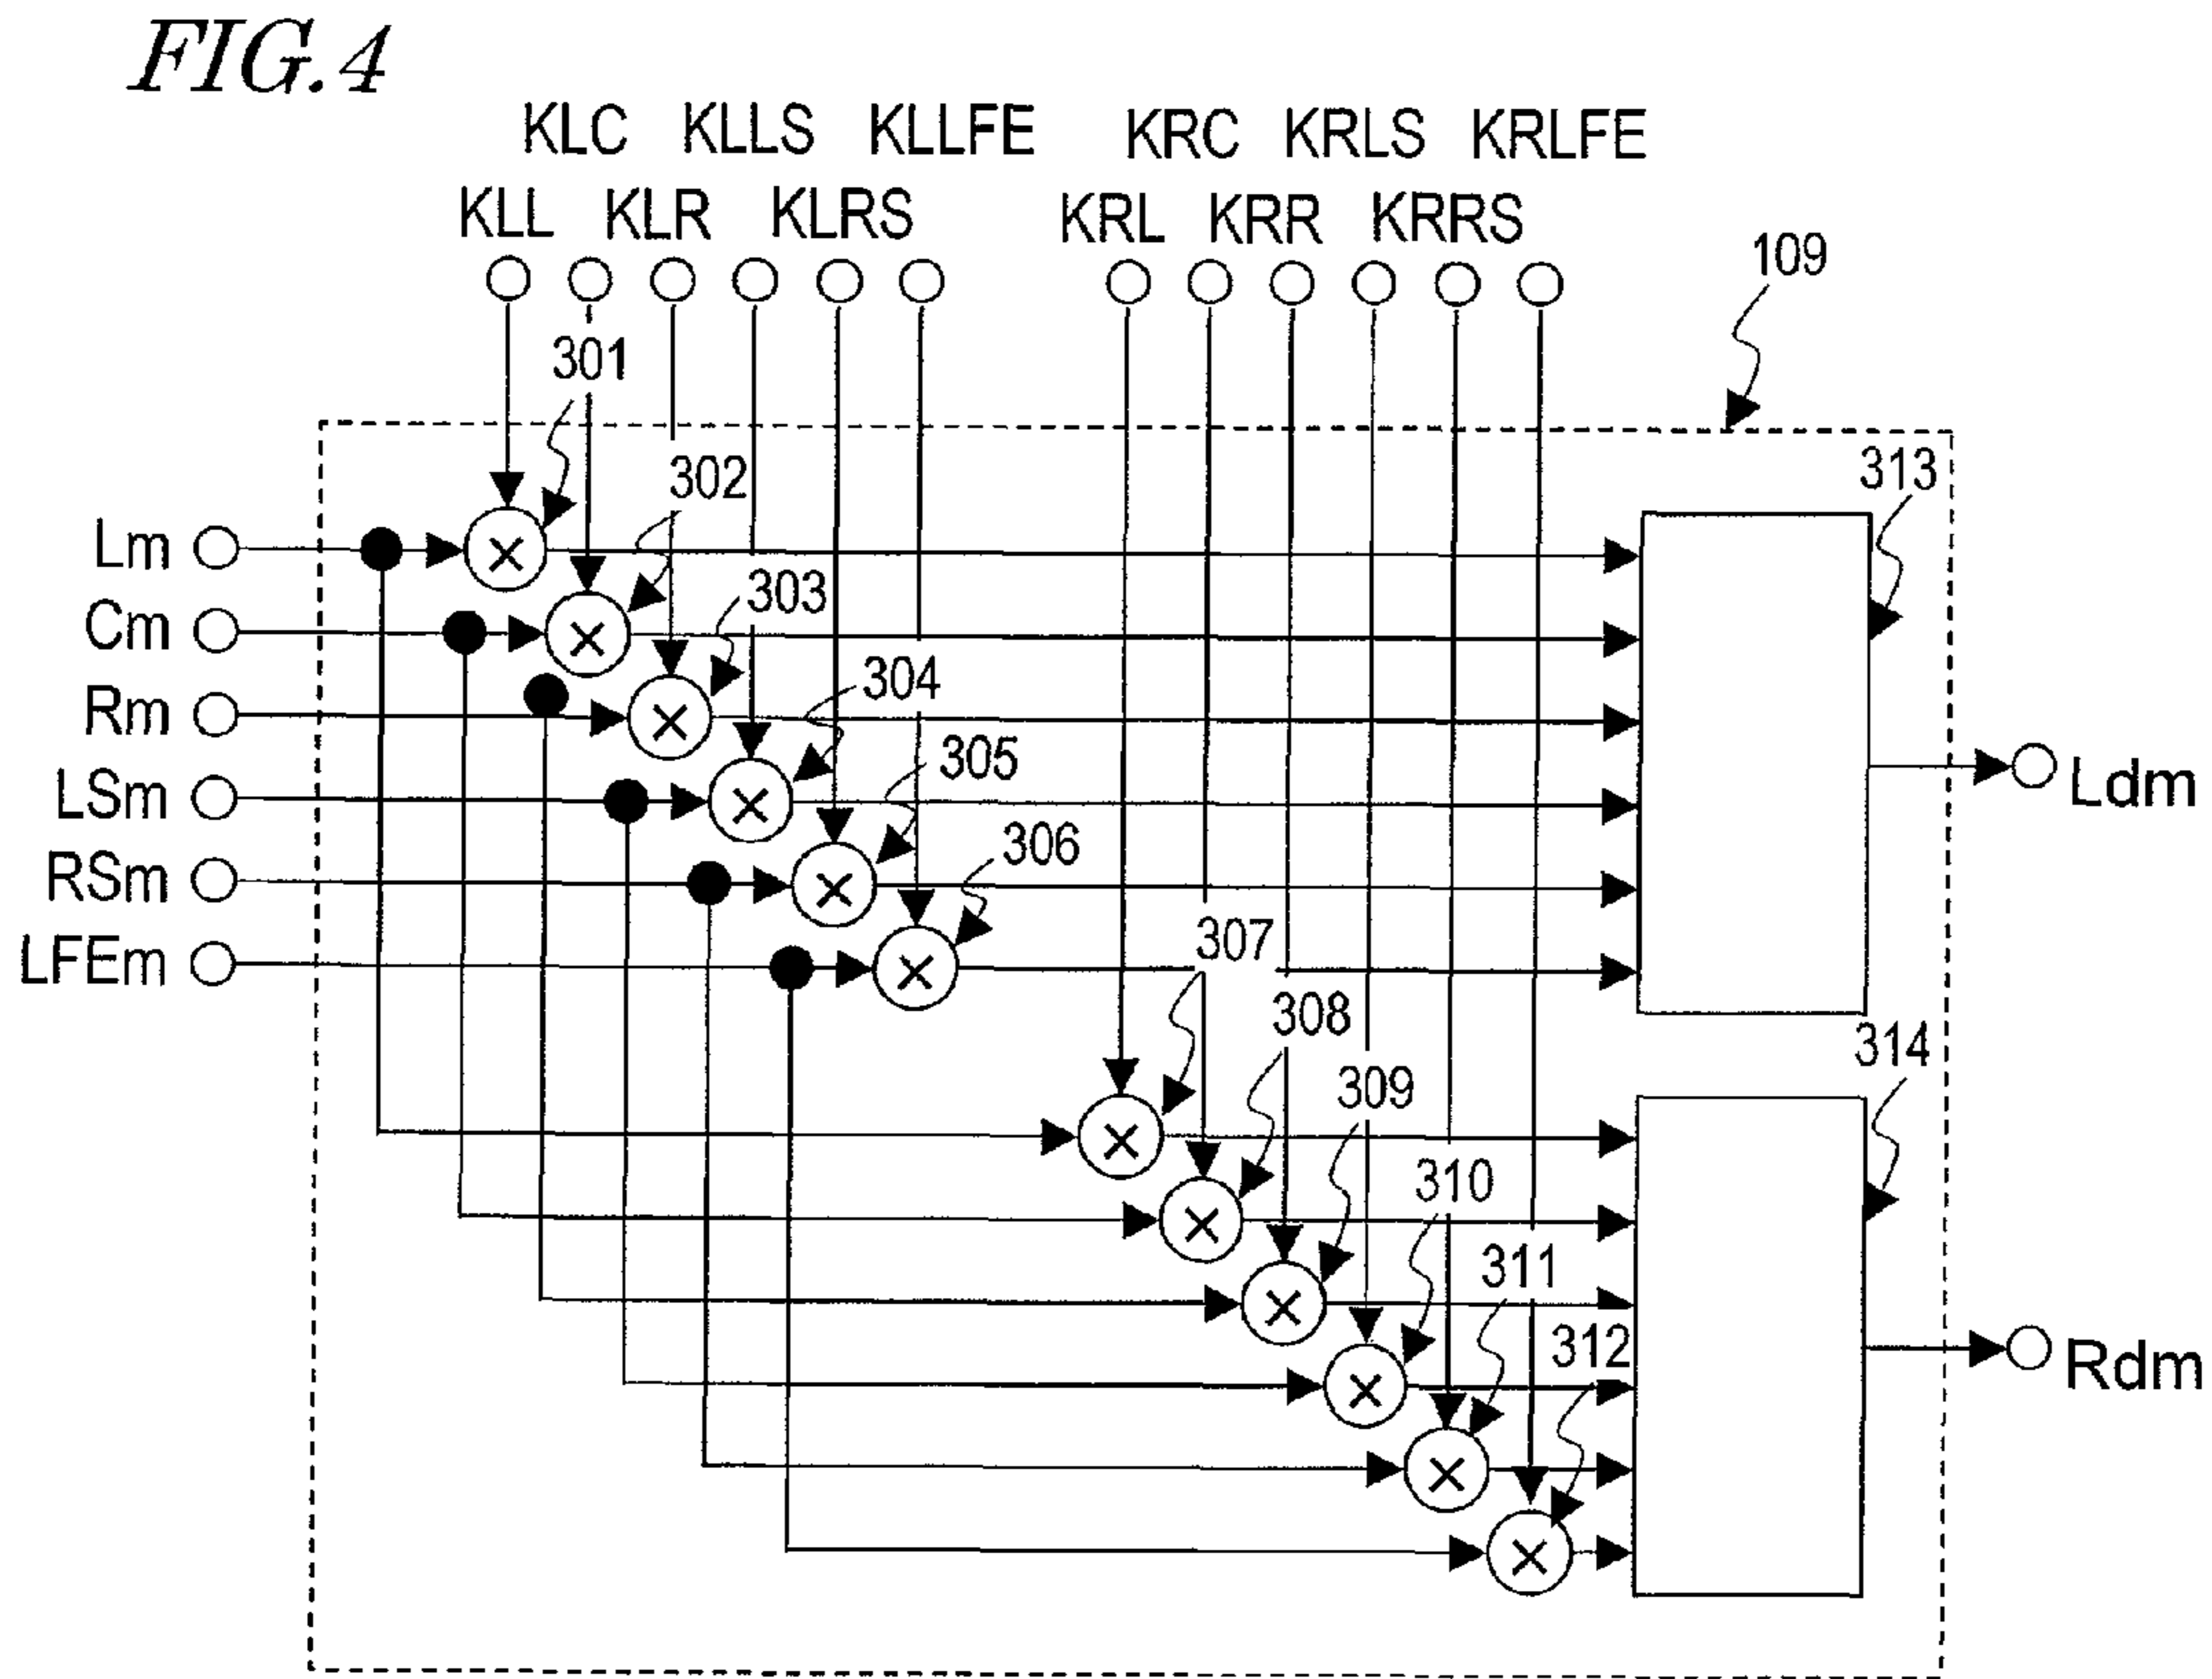 FIG.4
KLC KLLS KLLFE KRC KRLS KRLFE
KLL KLR KLRS KRL KRR KRRS
109
301
302
313
Lm
303
Cm
304
Rm
305
Ldm
LSm
306
RSm
307
LFEm
308
314
309
310
311
312
Rdm